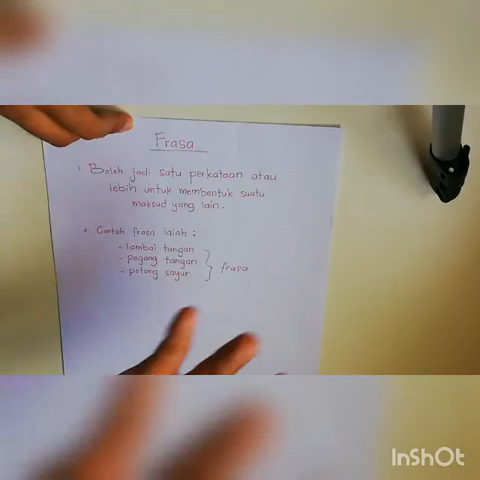 Frasa
• Boleh jadi satu perkataan atau
lebih untuk membentuk suatu
maksud yang lain.
• Contoh frasa ialah :
- lambai tangan
- pegang tangan
- potong sayur
} frasa
InShOt